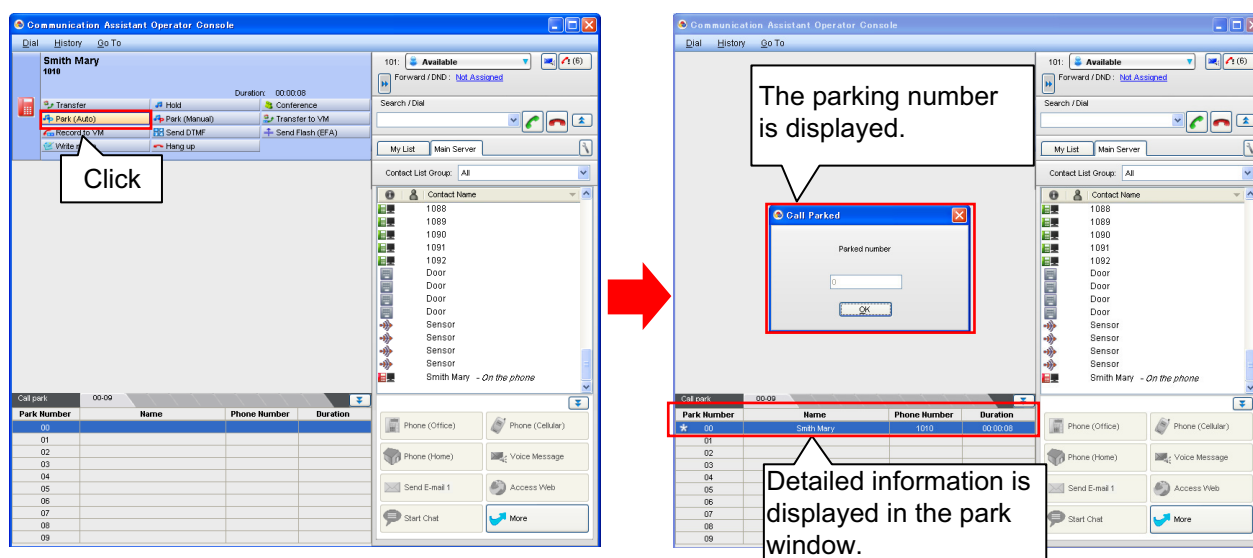 Communication Assistant Operator Console
Dial History Go To
Smith Mary
1010
Duration: 00:00:08
Transfer Hold Conference
Park (Auto) Park (Manual) Transfer to VM
Record to VM Send DTMF Send Flash (EFA)
Write Hang up
Click
101: Available (6)
Forward / DND : Not Assigned
Search / Dial
My List Main Server
Contact List Group: All
Contact Name
1088
1089
1090
1091
1092
Door
Door
Door
Door
Sensor
Sensor
Sensor
Sensor
Smith Mary - On the phone
Call park 00-09
Park Number Name Phone Number Duration
00
01
02
03
04
05
06
07
08
09
Phone (Office) Phone (Cellular)
Phone (Home) Voice Message
Send E-mail 1 Access Web
Start Chat More
Communication Assistant Operator Console
Dial History Go To
The parking number
is displayed.
Call Parked
Parked number
0
OK
101: Available (6)
Forward / DND : Not Assigned
Search / Dial
My List Main Server
Contact List Group: All
Contact Name
1088
1089
1090
1091
1092
Door
Door
Door
Door
Sensor
Sensor
Sensor
Sensor
Smith Mary - On the phone
Call park 00-09
Park Number Name Phone Number Duration
00 Smith Mary 1010 00:00:08
01
02
03
04
05
06
07
08
09
Detailed information is
displayed in the park
window.
Phone (Office) Phone (Cellular)
Phone (Home) Voice Message
Send E-mail 1 Access Web
Start Chat More